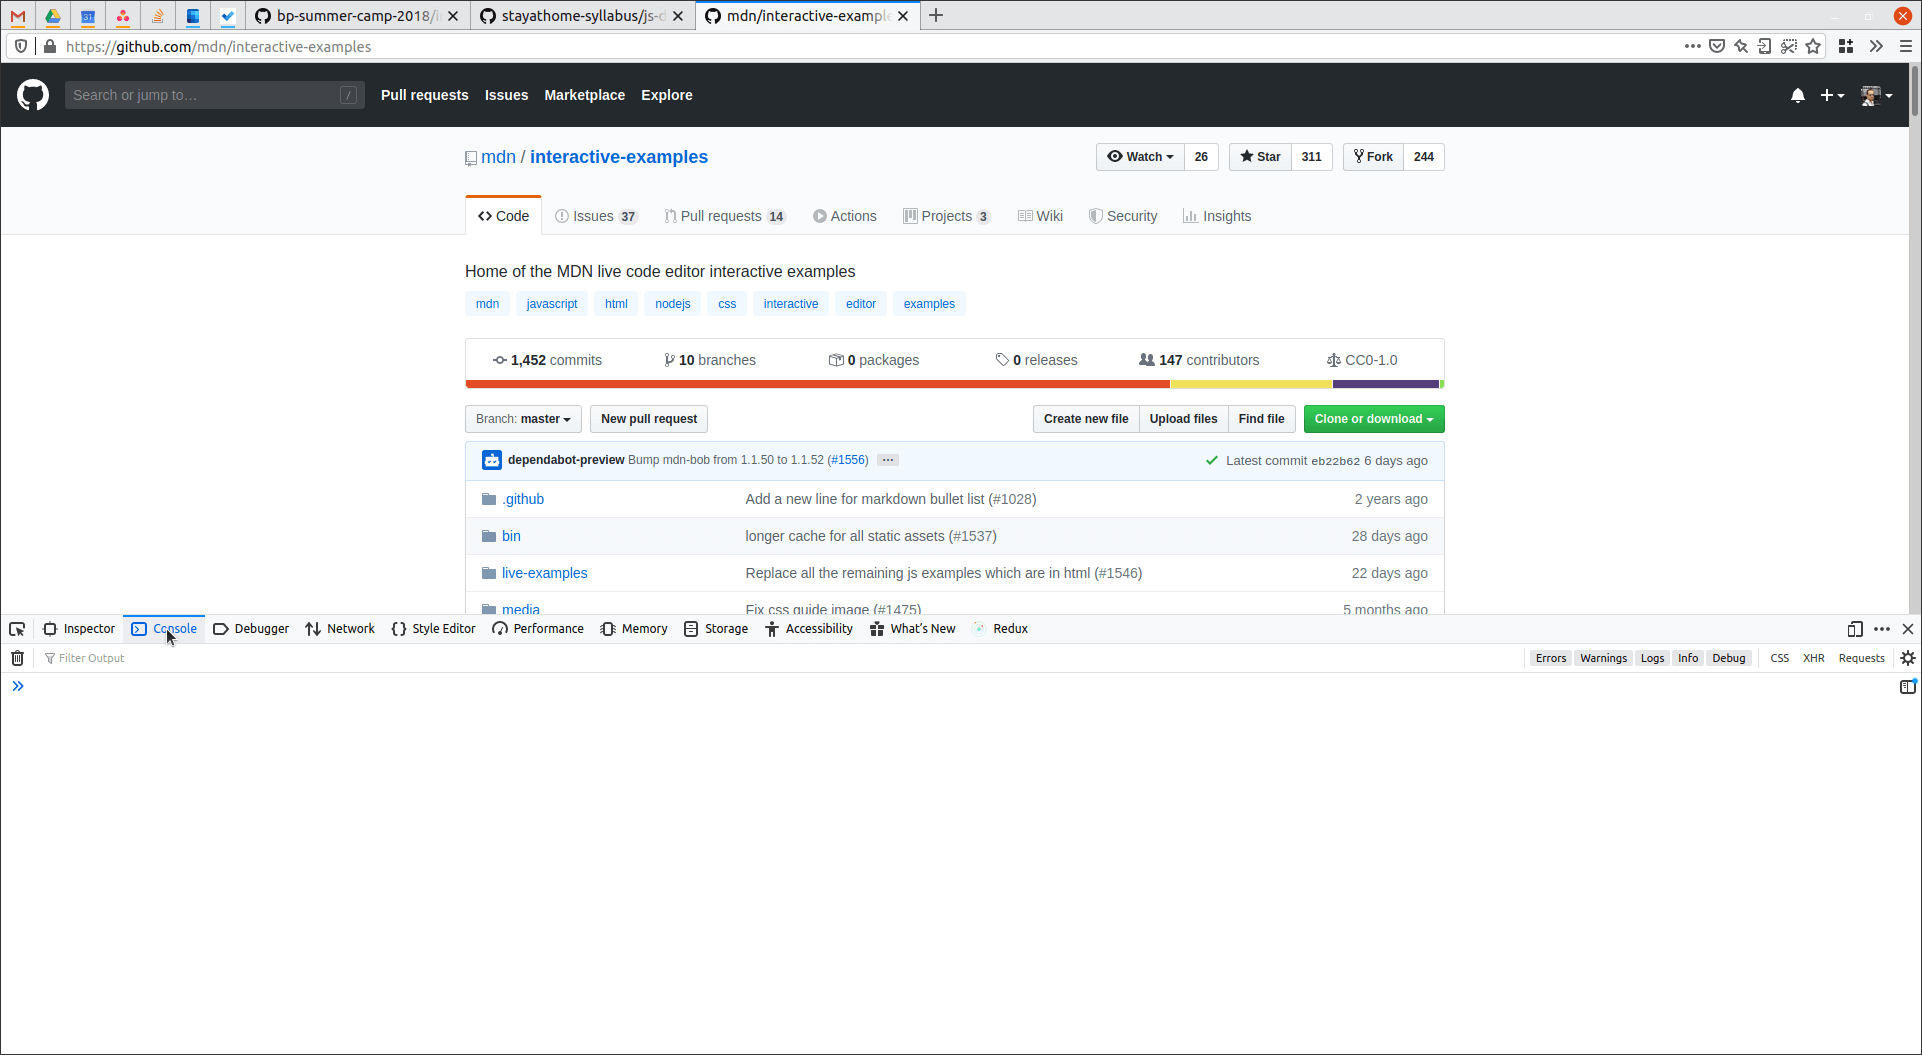 bp-summer-camp-2018/i
stayathome-syllabus/js-d
mdn/interactive-example
https://github.com/mdn/interactive-examples
Search or jump to…
/
Pull requests Issues Marketplace Explore
mdn / interactive-examples
Watch 26 Star 311 Fork 244
Code Issues 37 Pull requests 14 Actions Projects 3 Wiki Security Insights
Home of the MDN live code editor interactive examples
mdn javascript html nodejs css interactive editor examples
1,452 commits 10 branches 0 packages 0 releases 147 contributors CC0-1.0
Branch: master New pull request Create new file Upload files Find file Clone or download
dependabot-preview Bump mdn-bob from 1.1.50 to 1.1.52 (#1556) … Latest commit eb22b62 6 days ago
.github Add a new line for markdown bullet list (#1028) 2 years ago
bin longer cache for all static assets (#1537) 28 days ago
live-examples Replace all the remaining js examples which are in html (#1546) 22 days ago
media Fix css guide image (#1475) 5 months ago
Inspector Console Debugger Network Style Editor Performance Memory Storage Accessibility What's New Redux
Filter Output Errors Warnings Logs Info Debug CSS XHR Requests